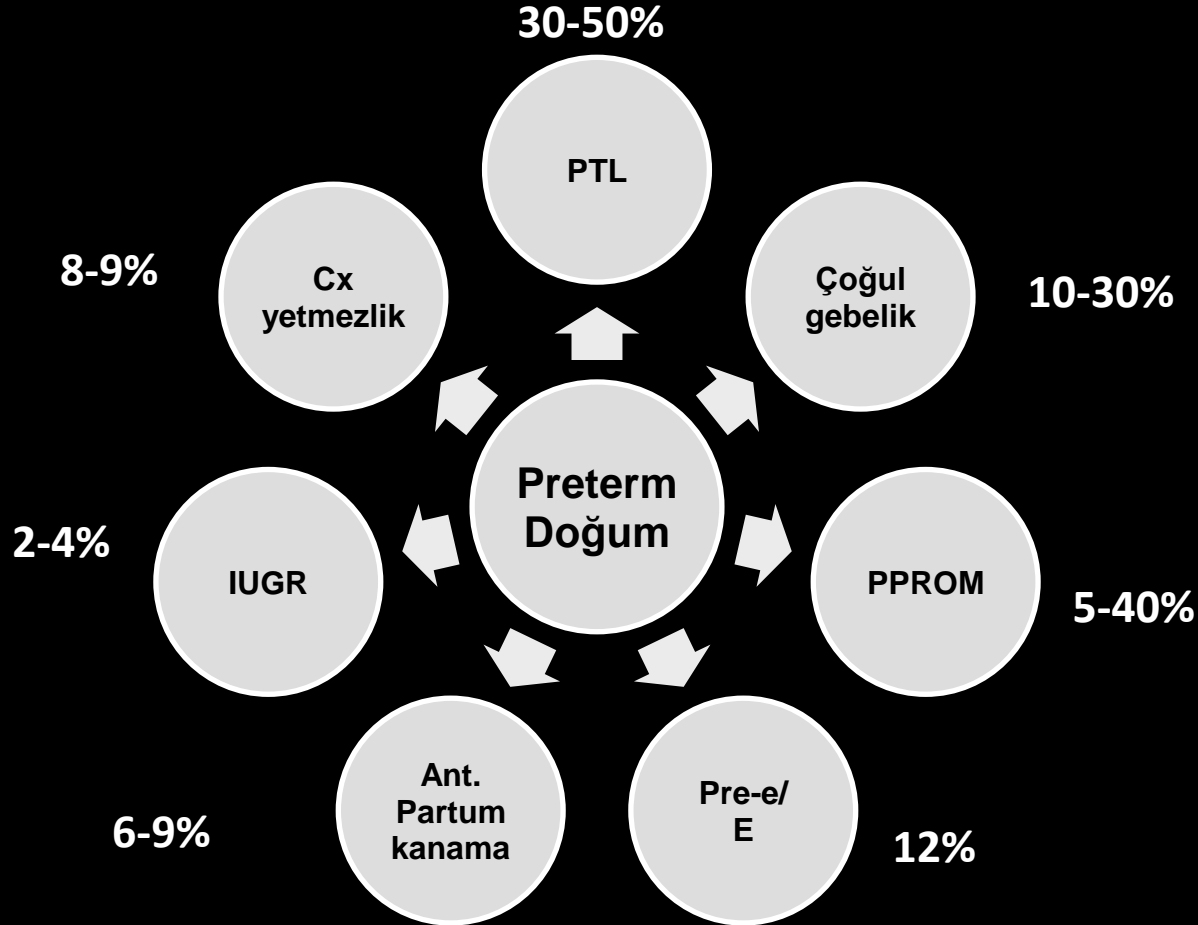 30-50%
PTL
8-9%
Cx
yetmezlik
Çoğul
gebelik
10-30%
Preterm
Doğum
2-4%
IUGR
PPROM
5-40%
6-9%
Ant.
Partum
kanama
Pre-e/
E
12%